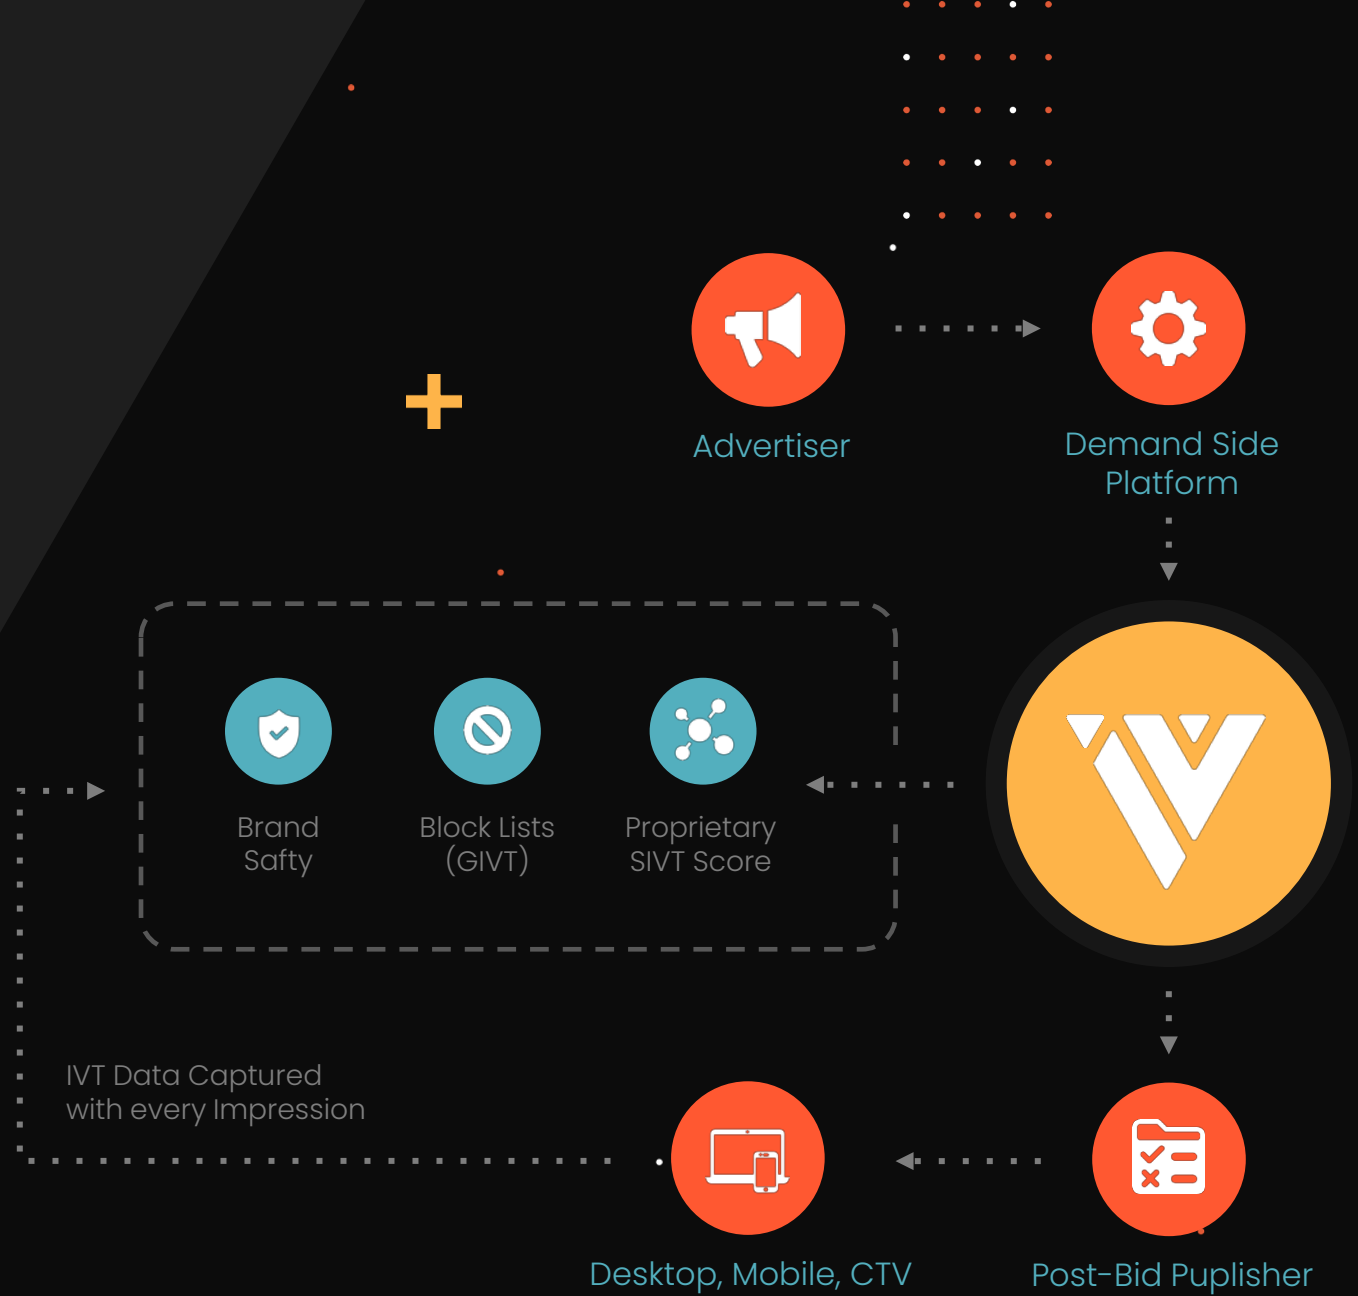 Advertiser
Demand Side
Platform
Brand
Safty
Block Lists
(GIVT)
Proprietary
SIVT Score
IVT Data Captured
with every Impression
Desktop, Mobile, CTV
Post-Bid Puplisher